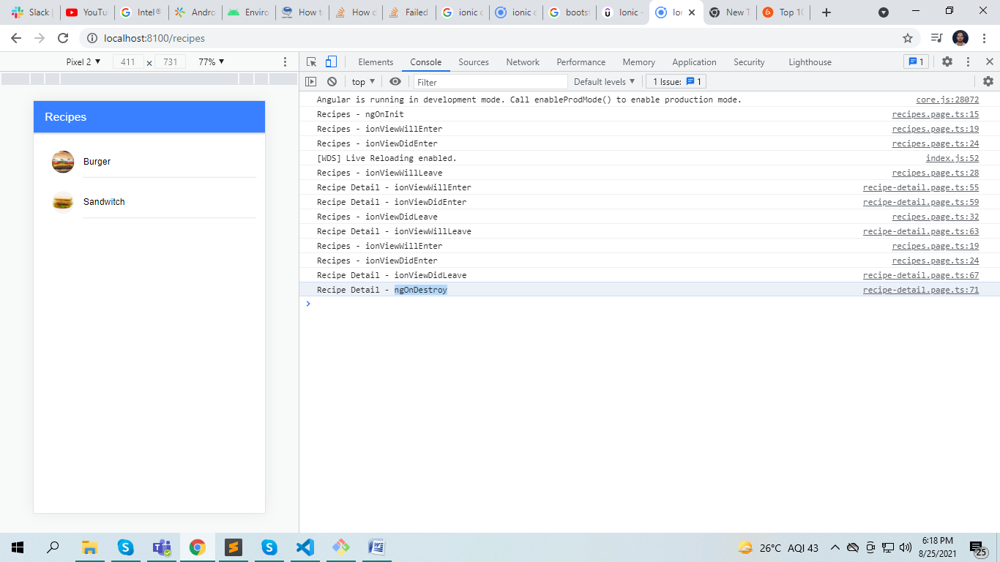 Slack
YouTu
Intel®
Andro
Enviro
How to
How c
Failed
ionic c
ionic c
boots
Ionic -
Ion
New T
Top 10
localhost:8100/recipes
Pixel 2 411 731 77%
Elements Console Sources Network Performance Memory Application Security Lighthouse 1
top Filter Default levels 1 Issue: 1
Recipes
Burger
Sandwitch
Angular is running in development mode. Call enableProdMode() to enable production mode. core.js:28072
Recipes - ngOnInit recipes.page.ts:15
Recipes - ionViewWillEnter recipes.page.ts:19
Recipes - ionViewDidEnter recipes.page.ts:24
[WDS] Live Reloading enabled. index.js:52
Recipes - ionViewWillLeave recipes.page.ts:28
Recipe Detail - ionViewWillEnter recipe-detail.page.ts:55
Recipe Detail - ionViewDidEnter recipe-detail.page.ts:59
Recipes - ionViewDidLeave recipes.page.ts:32
Recipe Detail - ionViewWillLeave recipe-detail.page.ts:63
Recipes - ionViewWillEnter recipes.page.ts:19
Recipes - ionViewDidEnter recipes.page.ts:24
Recipe Detail - ionViewDidLeave recipe-detail.page.ts:67
Recipe Detail - ngOnDestroy recipe-detail.page.ts:71
26°C AQI 43
6:18 PM
8/25/2021
25